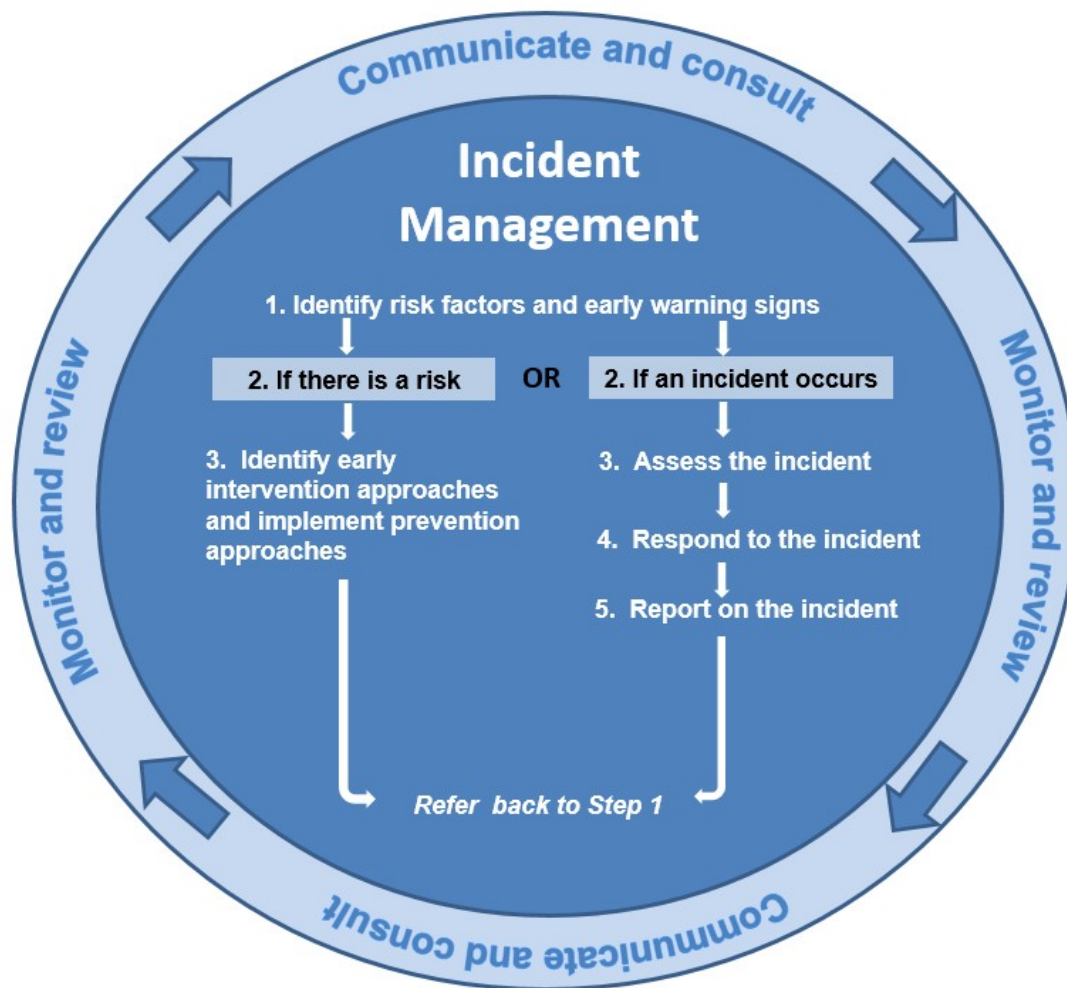 Communicate and consult
Incident
Management
1. Identify risk factors and early warning signs
2. If there is a risk
OR
2. If an incident occurs
3. Identify early
intervention approaches
and implement prevention
approaches
3. Assess the incident
4. Respond to the incident
5. Report on the incident
Refer back to Step 1
Monitor and review
Communicate and consult
Monitor and review